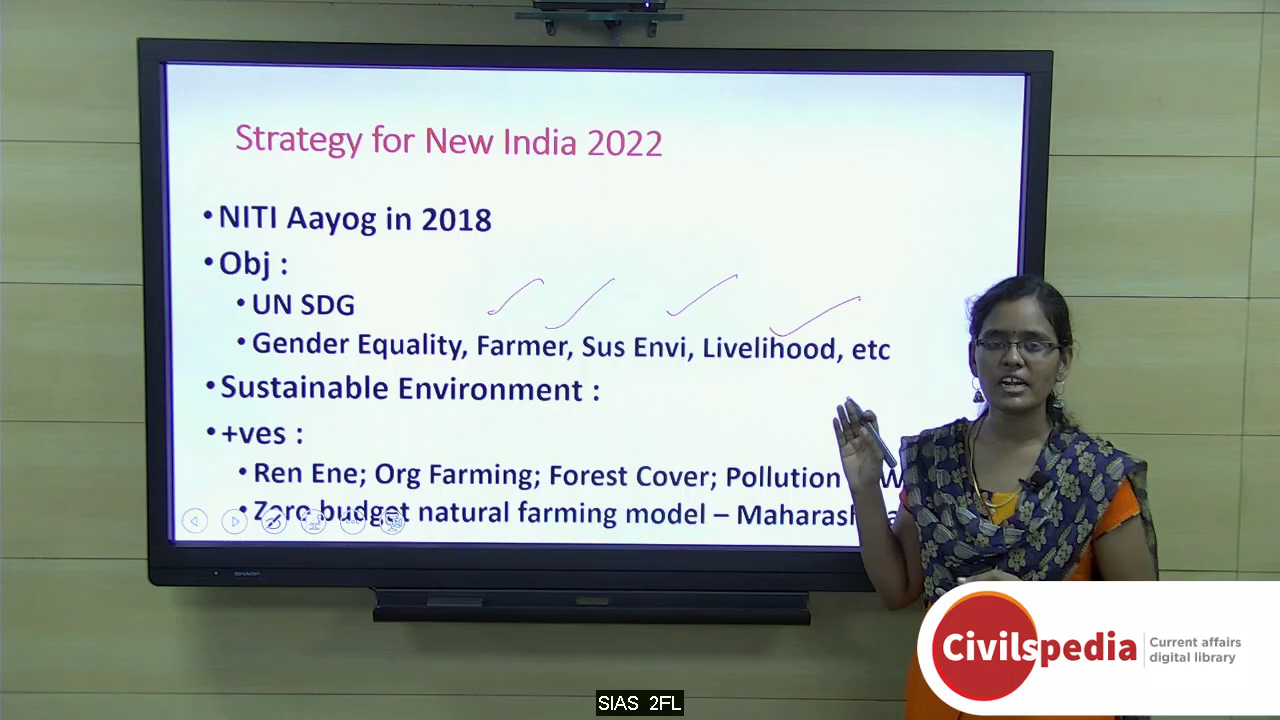 Strategy for New India 2022
• NITI Aayog in 2018
• Obj :
• UN SDG
• Gender Equality, Farmer, Sus Envi, Livelihood, etc
• Sustainable Environment :
• +ves :
• Ren Ene; Org Farming; Forest Cover; Pollution
• Zero budget natural farming model –
SHARP
Civilspedia
Current affairs
digital library
SIAS 2FL